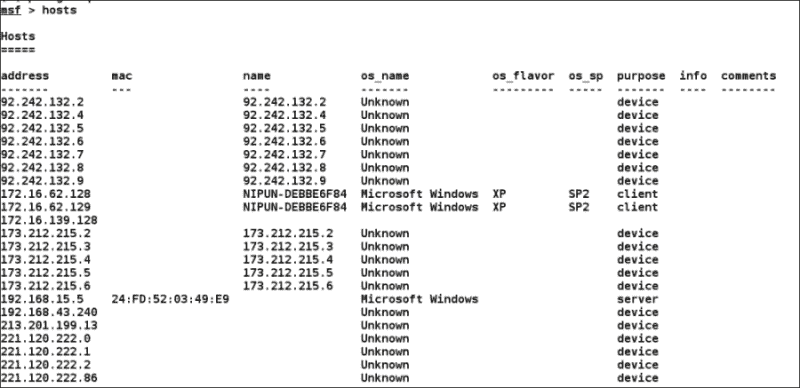 msf > hosts
Hosts
=====
address mac name os_name os_flavor os_sp purpose info comments
------- --- ---- ------- --------- ----- ------- ---- --------
92.242.132.2 92.242.132.2 Unknown device
92.242.132.4 92.242.132.4 Unknown device
92.242.132.5 92.242.132.5 Unknown device
92.242.132.6 92.242.132.6 Unknown device
92.242.132.7 92.242.132.7 Unknown device
92.242.132.8 92.242.132.8 Unknown device
92.242.132.9 92.242.132.9 Unknown device
172.16.62.128 NIPUN-DEBBE6F84 Microsoft Windows XP SP2 client
172.16.62.129 NIPUN-DEBBE6F84 Microsoft Windows XP SP2 client
172.16.139.128
173.212.215.2 173.212.215.2 Unknown device
173.212.215.3 173.212.215.3 Unknown device
173.212.215.4 173.212.215.4 Unknown device
173.212.215.5 173.212.215.5 Unknown device
173.212.215.6 173.212.215.6 Unknown device
192.168.15.5 24:FD:52:03:49:E9 Microsoft Windows server
192.168.43.240 Unknown device
213.201.199.13 Unknown device
221.120.222.0 Unknown device
221.120.222.1 Unknown device
221.120.222.2 Unknown device
221.120.222.86 Unknown device